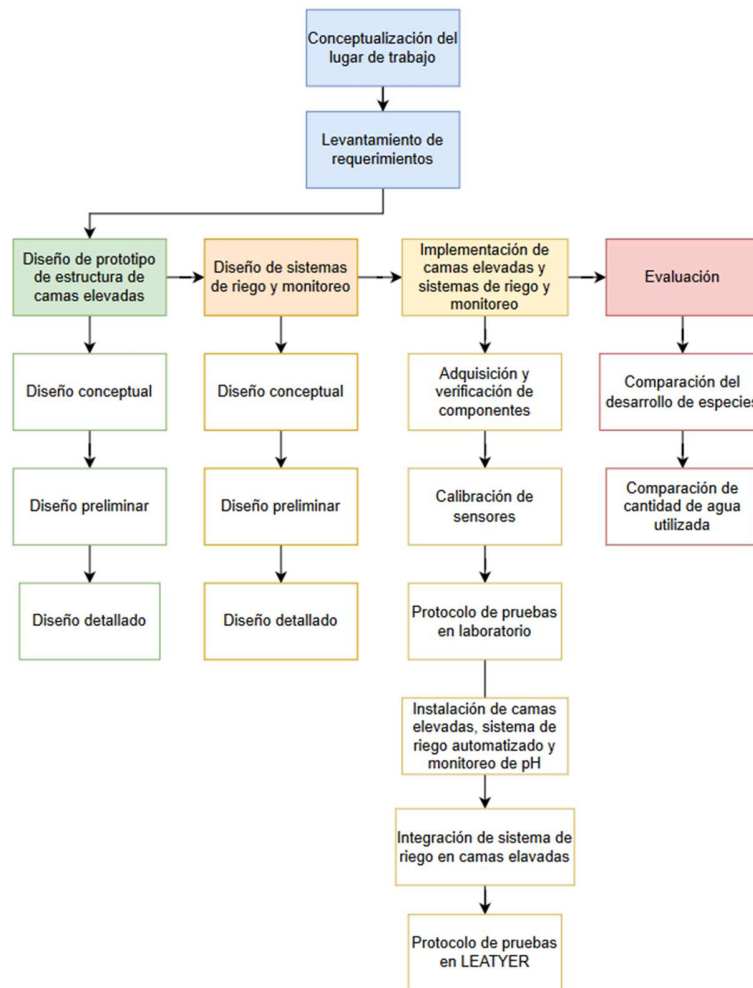 Conceptualización del
lugar de trabajo
Levantamiento de
requerimientos
Diseño de prototipo
de estructura de
camas elevadas
Diseño de sistemas
de riego y monitoreo
Implementación de
camas elevadas y
sistemas de riego y
monitoreo
Evaluación
Diseño conceptual
Diseño conceptual
Adquisición y
verificación de
componentes
Comparación del
desarrollo de especies
Diseño preliminar
Diseño preliminar
Calibración de
sensores
Comparación de
cantidad de agua
utilizada
Diseño detallado
Diseño detallado
Protocolo de pruebas
en laboratorio
Instalación de camas
elevadas, sistema de
riego automatizado y
monitoreo de pH
Integración de sistema de
riego en camas elavadas
Protocolo de pruebas
en LEATYER